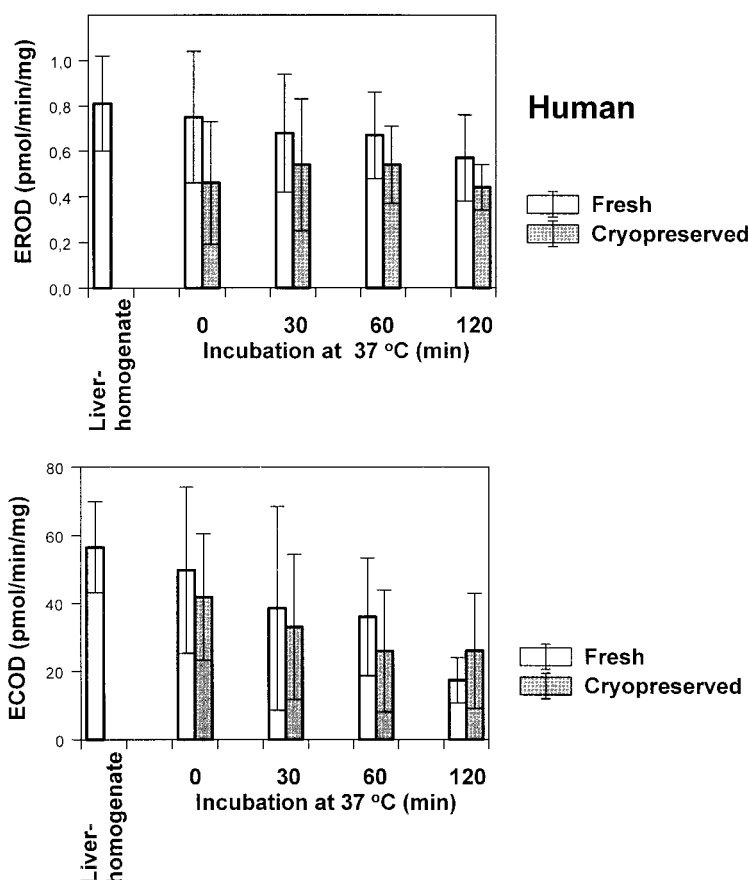 EROD (pmol/min/mg)
1,0
0,8
0,6
0,4
0,2
0,0
Liver-
homogenate
0 30 60 120
Incubation at 37 °C (min)
Human
Fresh
Cryopreserved
ECOD (pmol/min/mg)
80
60
40
20
0
Liver-
homogenate
0 30 60 120
Incubation at 37 °C (min)
Fresh
Cryopreserved